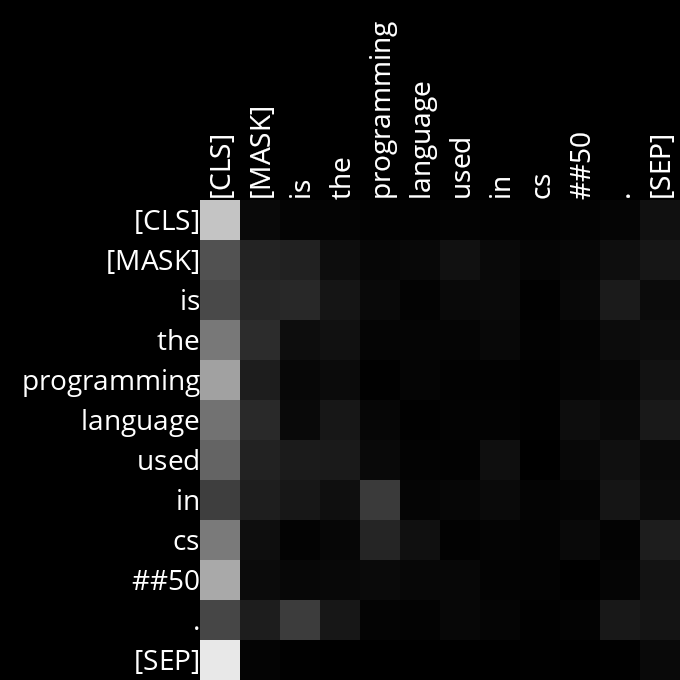 [CLS]
[MASK]
is
the
programming
language
used
in
cs
##50
.
[SEP]
[CLS]
[MASK]
is
the
programming
language
used
in
cs
##50
.
[SEP]